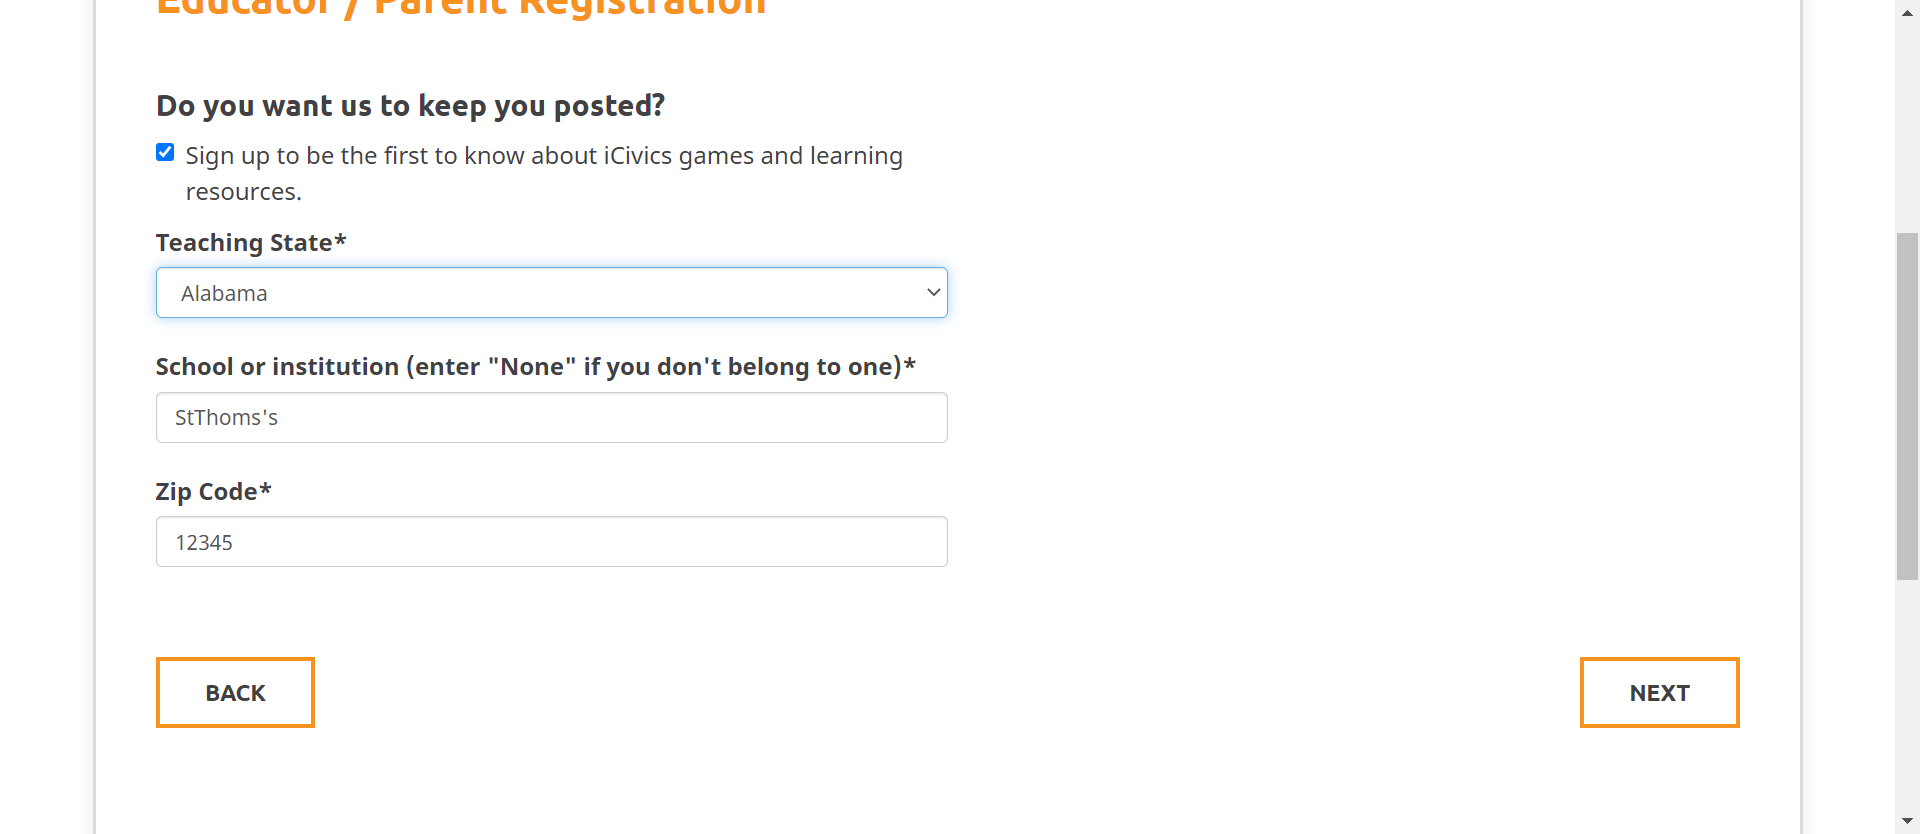 Educator / Parent Registration
Do you want us to keep you posted?
Sign up to be the first to know about iCivics games and learning
resources.
Teaching State*
Alabama
School or institution (enter "None" if you don't belong to one)*
StThoms's
Zip Code*
12345
BACK
NEXT